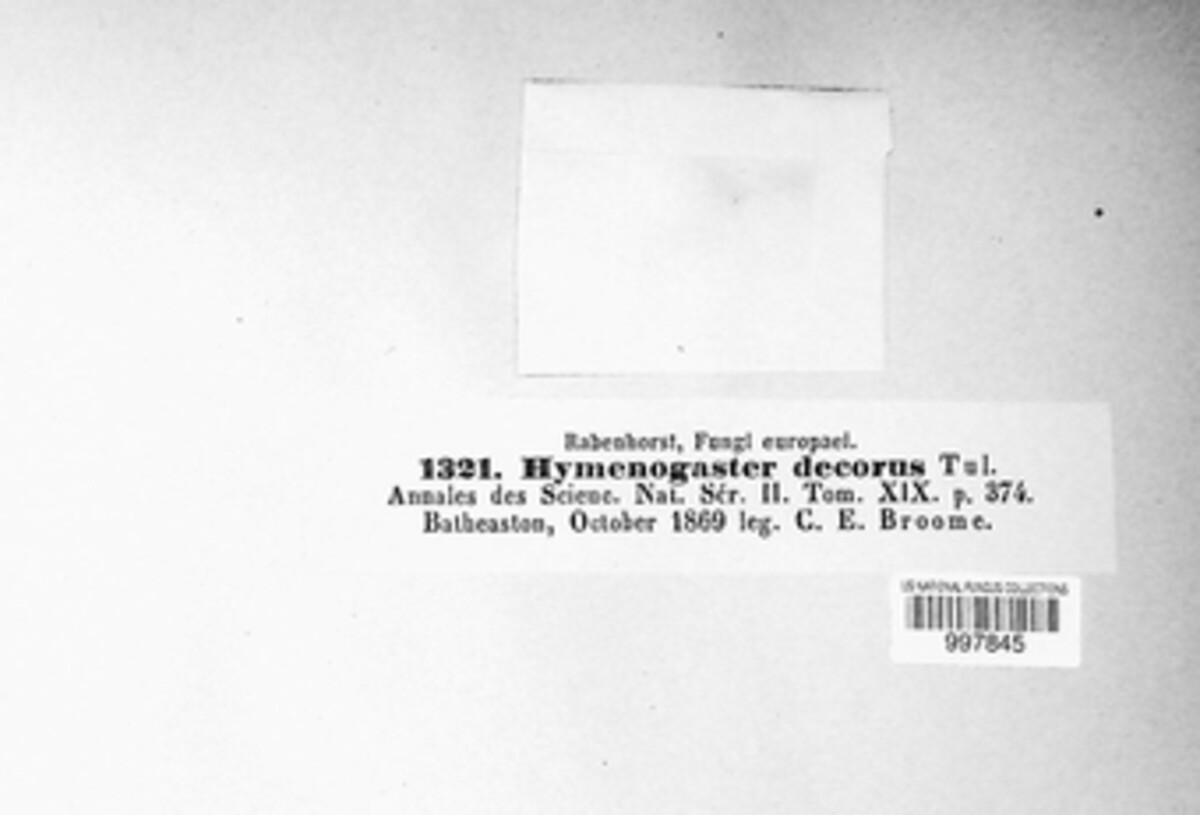 Rabenhorst, Fungi europaei.
1321. Hymenogaster decorus Tul.
Annales des Scienc. Nat. Sér. II. Tom. XIX. p. 374.
Batheaston, October 1869 leg. C. E. Broome.
US NATIONAL FUNGUS COLLECTIONS
997845